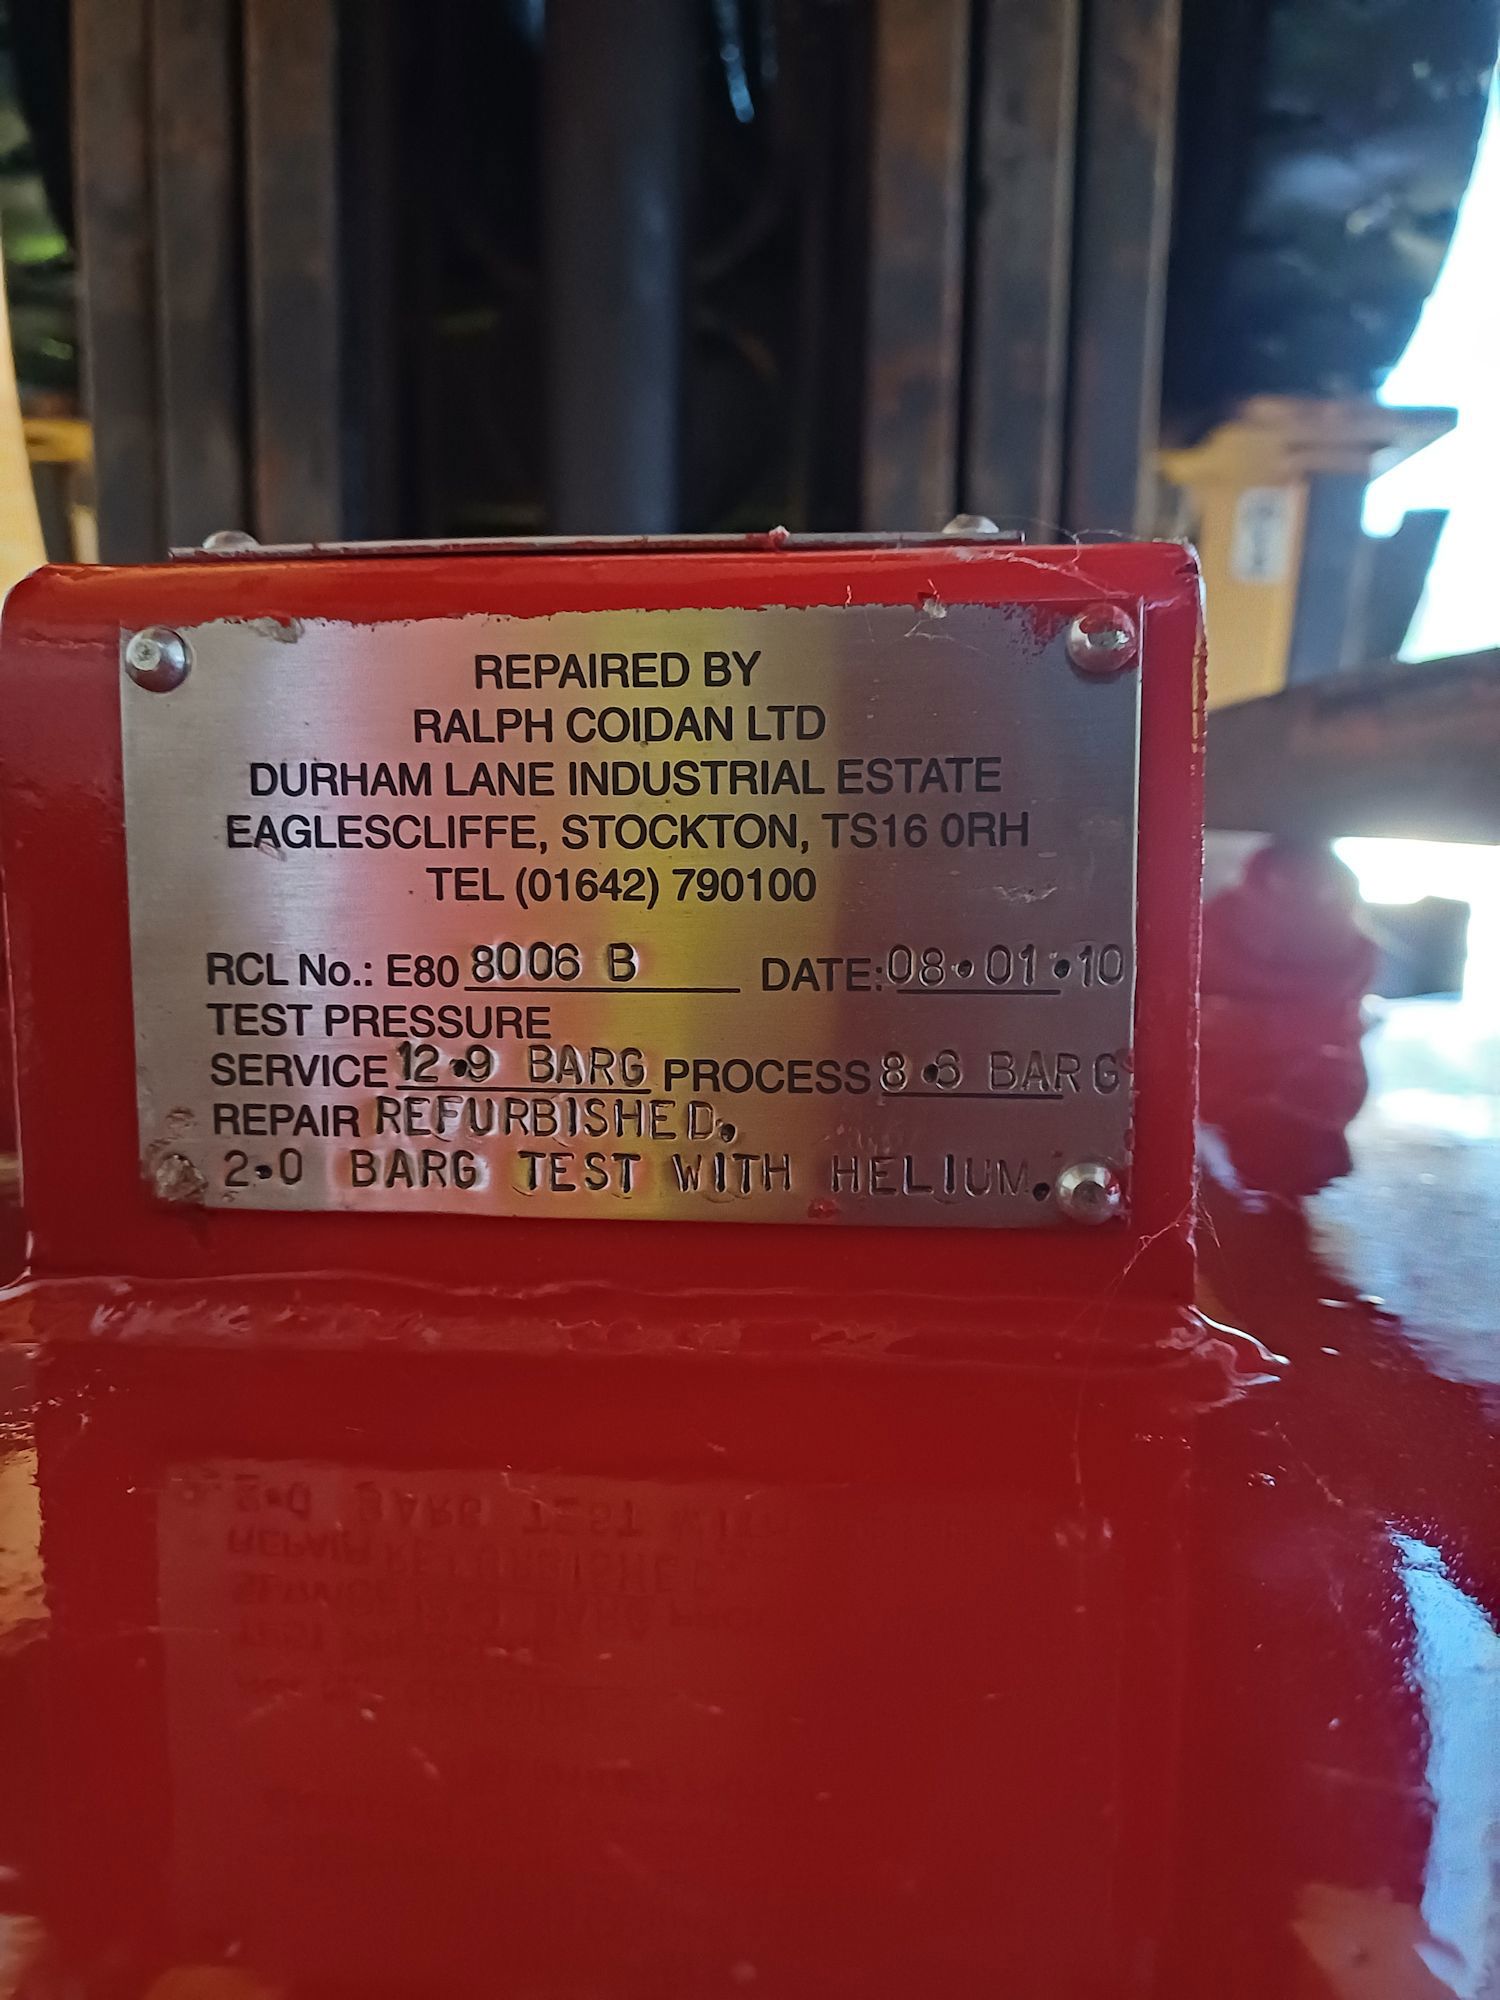 REPAIRED BY
RALPH COIDAN LTD
DURHAM LANE INDUSTRIAL ESTATE
EAGLESCLIFFE, STOCKTON, TS16 0RH
TEL (01642) 790100
RCL No.: E80 8006 B DATE: 08.01.10
TEST PRESSURE
SERVICE 12.9 BARG PROCESS 8.6 BARG
REPAIR REFURBISHED.
2.0 BARG TEST WITH HELIUM.